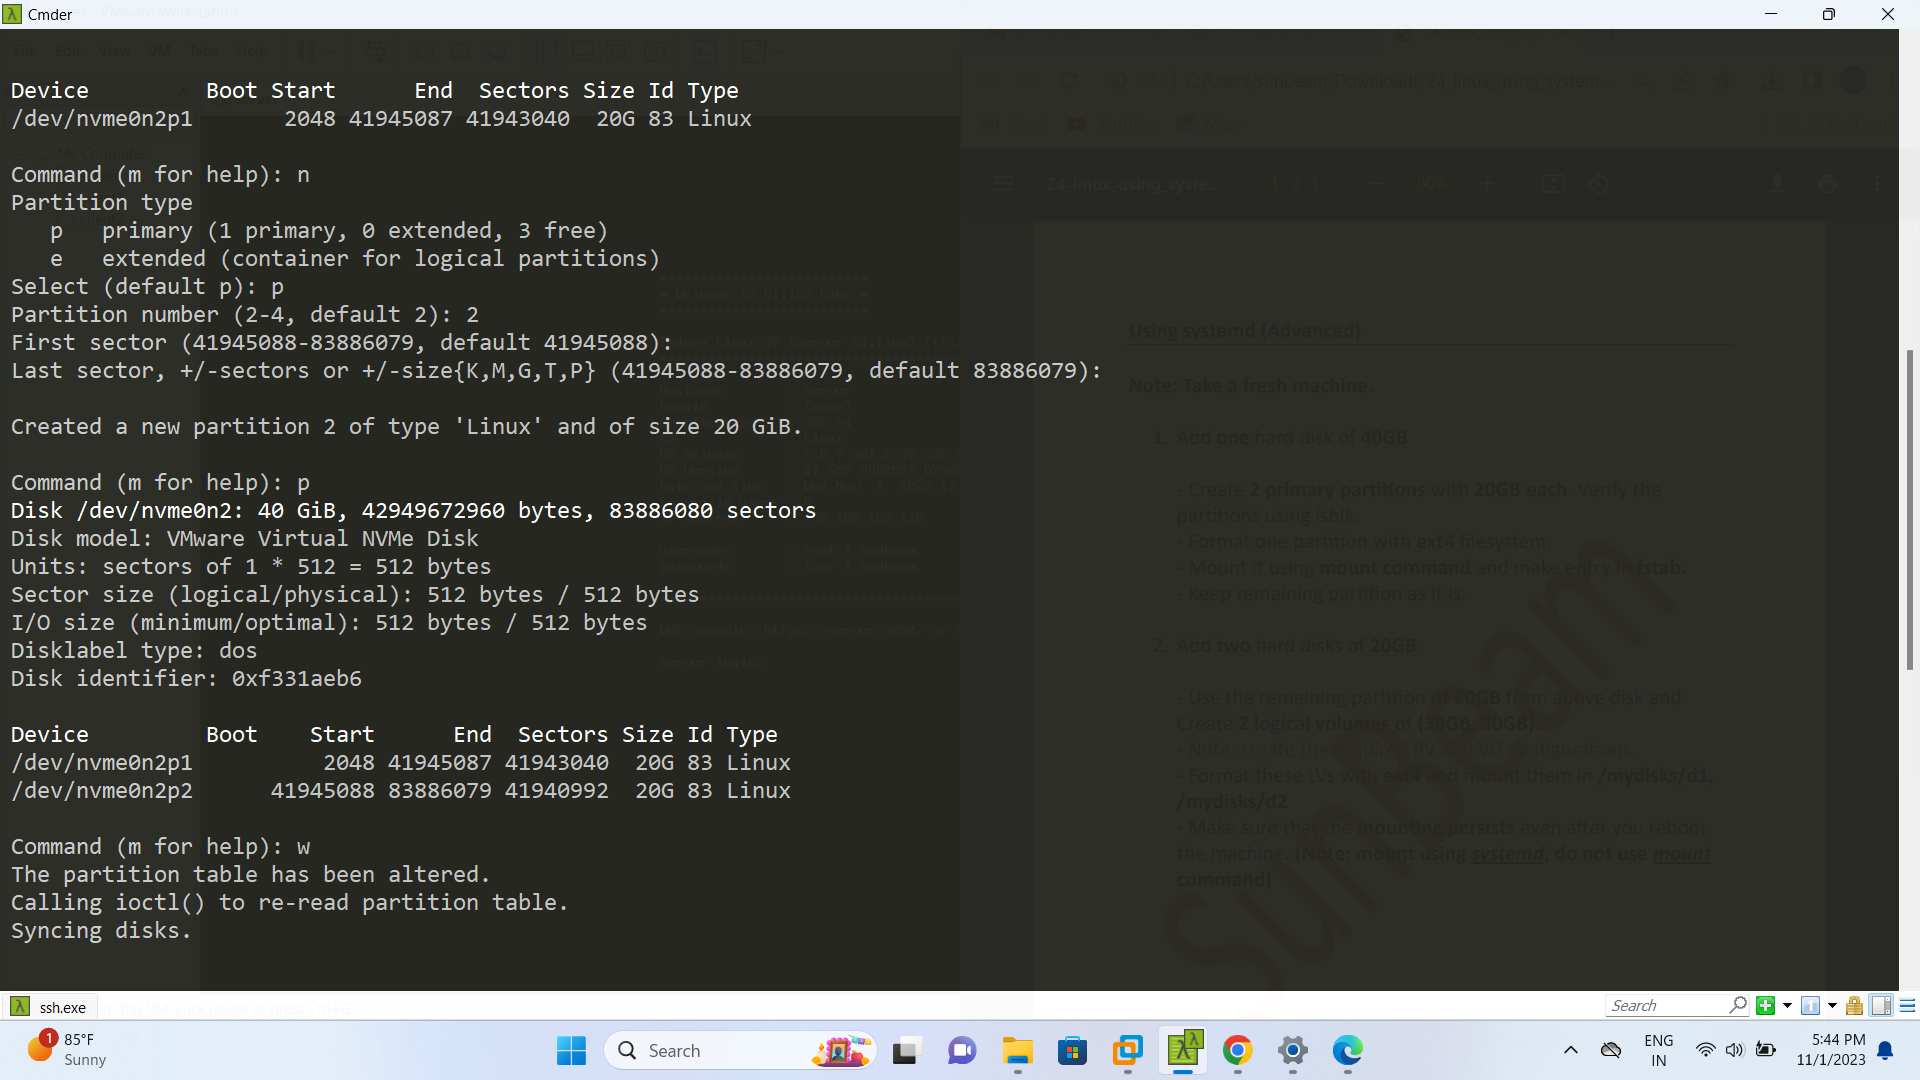 Cmder
Device         Boot Start      End  Sectors Size Id Type
/dev/nvme0n2p1       2048 41945087 41943040  20G 83 Linux
Command (m for help): n
Partition type
   p   primary (1 primary, 0 extended, 3 free)
   e   extended (container for logical partitions)
Select (default p): p
Partition number (2-4, default 2): 2
First sector (41945088-83886079, default 41945088):
Last sector, +/-sectors or +/-size{K,M,G,T,P} (41945088-83886079, default 83886079):
Created a new partition 2 of type 'Linux' and of size 20 GiB.
Command (m for help): p
Disk /dev/nvme0n2: 40 GiB, 42949672960 bytes, 83886080 sectors
Disk model: VMware Virtual NVMe Disk
Units: sectors of 1 * 512 = 512 bytes
Sector size (logical/physical): 512 bytes / 512 bytes
I/O size (minimum/optimal): 512 bytes / 512 bytes
Disklabel type: dos
Disk identifier: 0xf331aeb6
Device         Boot    Start      End  Sectors Size Id Type
/dev/nvme0n2p1          2048 41945087 41943040  20G 83 Linux
/dev/nvme0n2p2      41945088 83886079 41940992  20G 83 Linux
Command (m for help): w
The partition table has been altered.
Calling ioctl() to re-read partition table.
Syncing disks.
24_linux_using_syste...
Using systemd (Advanced)
Note: Take a fresh machine.
1. Add one hard disk of 40GB
- Create 2 primary partitions with 20GB each. Verify the
partitions using lsblk.
- Format one partition with ext4 filesystem.
- Mount it using mount command and make entry in fstab.
- Keep remaining partition as it is.
2. Add two hard disks of 20GB
- Use the remaining partition of 20GB from above disk and
Create 2 logical volumes of (30GB, 30GB).
- Note: create the required PV and VG configurations.
- Format these LVs with ext4 and mount them in /mydisks/d1,
/mydisks/d2
- Make sure that the mounting persists even after you reboot
the machine. (Note: mount using systemd, do not use mount
command)
SunBeam
ssh.exe
Search
1
85°F
Sunny
Search
ENG
IN
5:44 PM
11/1/2023